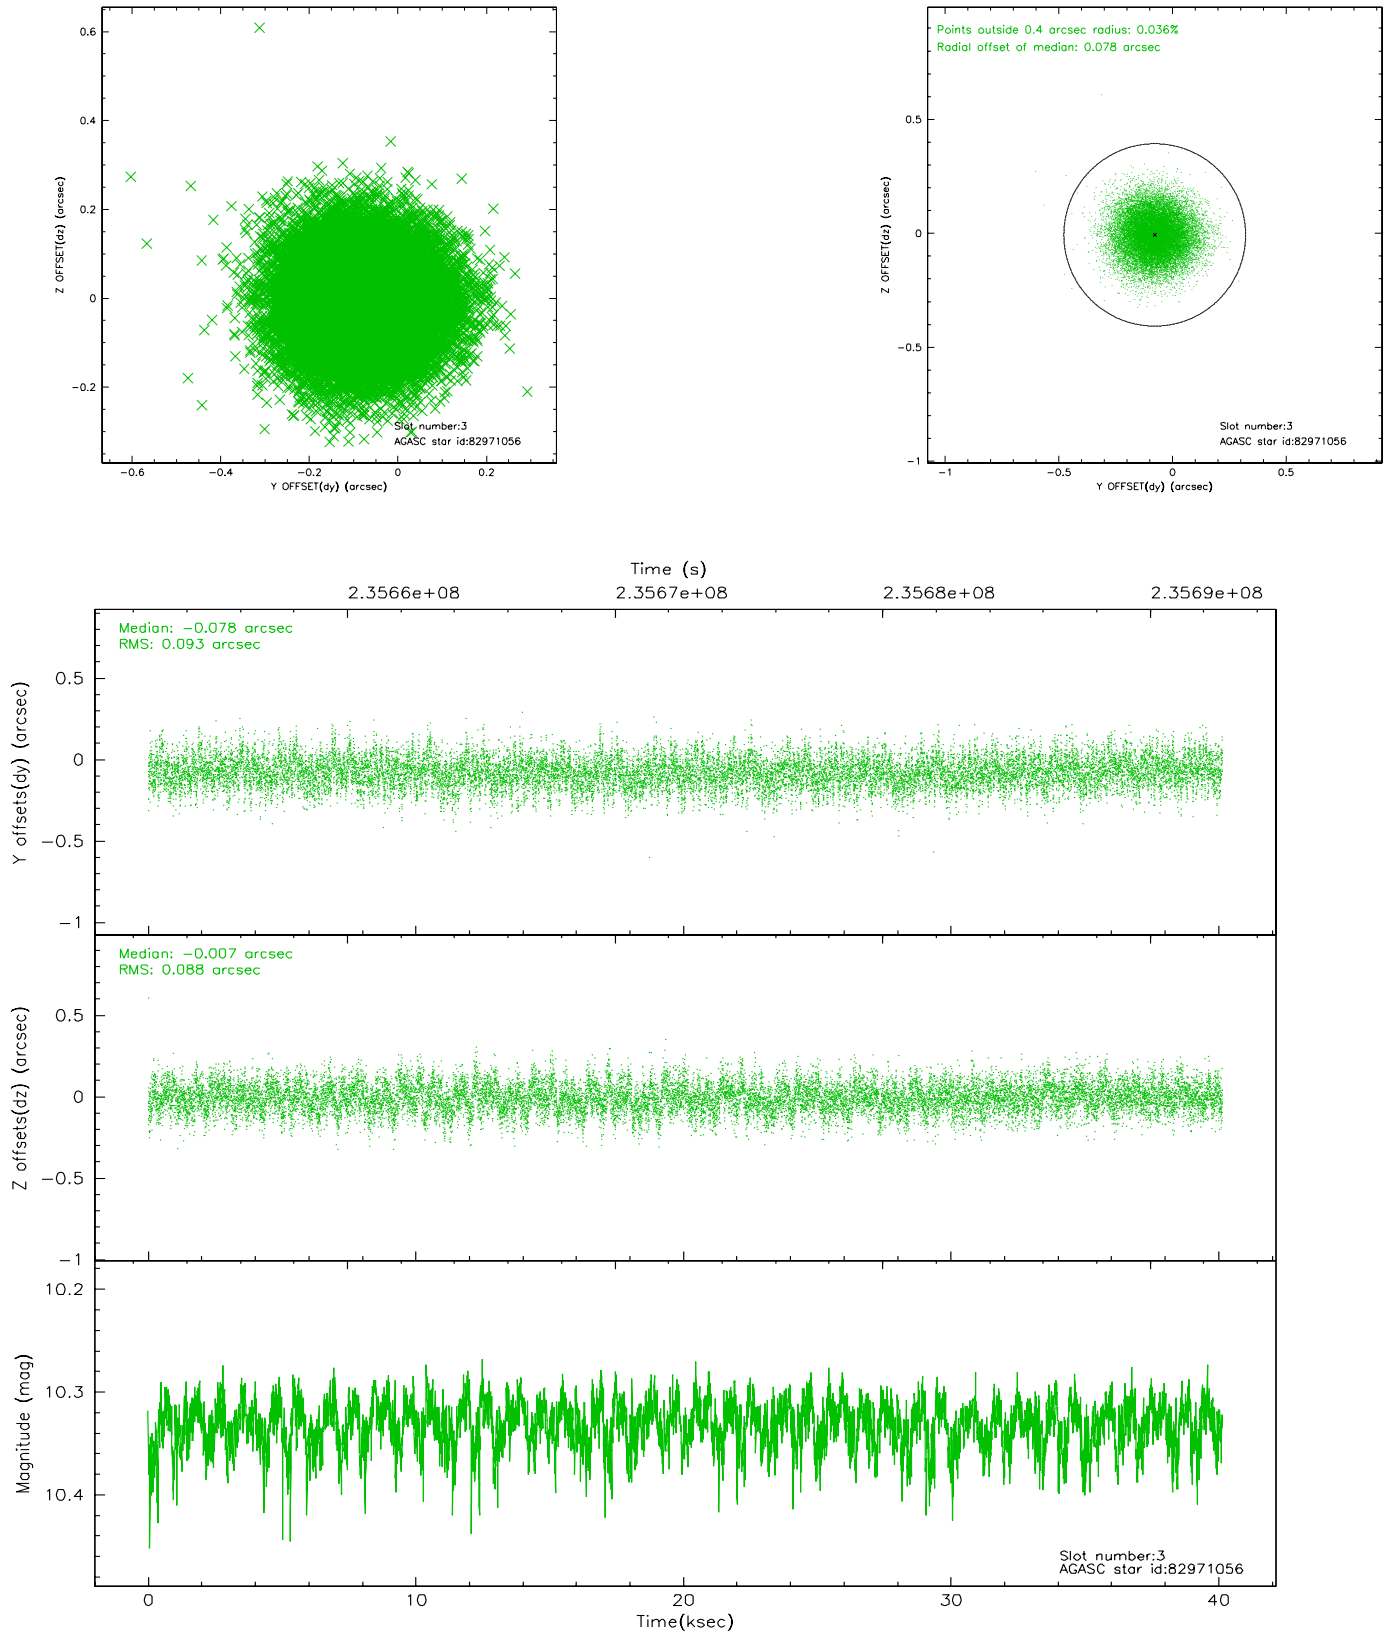 0.6
0.4
0.2
0
−0.2
Z OFFSET(dz) (arcsec)
−0.6
−0.4
−0.2
0
0.2
Y OFFSET(dy) (arcsec)
Slot number:3
AGASC star id:82971056
Points outside 0.4 arcsec radius: 0.036%
Radial offset of median: 0.078 arcsec
0.5
0
−0.5
−1
Z OFFSET(dz) (arcsec)
−1
−0.5
0
0.5
Y OFFSET(dy) (arcsec)
Slot number:3
AGASC star id:82971056
Time (s)
2.3566e+08
2.3567e+08
2.3568e+08
2.3569e+08
Median: −0.078 arcsec
RMS: 0.093 arcsec
0.5
0
−0.5
−1
Y offsets(dy) (arcsec)
Median: −0.007 arcsec
RMS: 0.088 arcsec
0.5
0
−0.5
−1
Z offsets(dz) (arcsec)
10.2
10.3
10.4
Magnitude (mag)
Slot number:3
AGASC star id:82971056
0
10
20
30
40
Time(ksec)